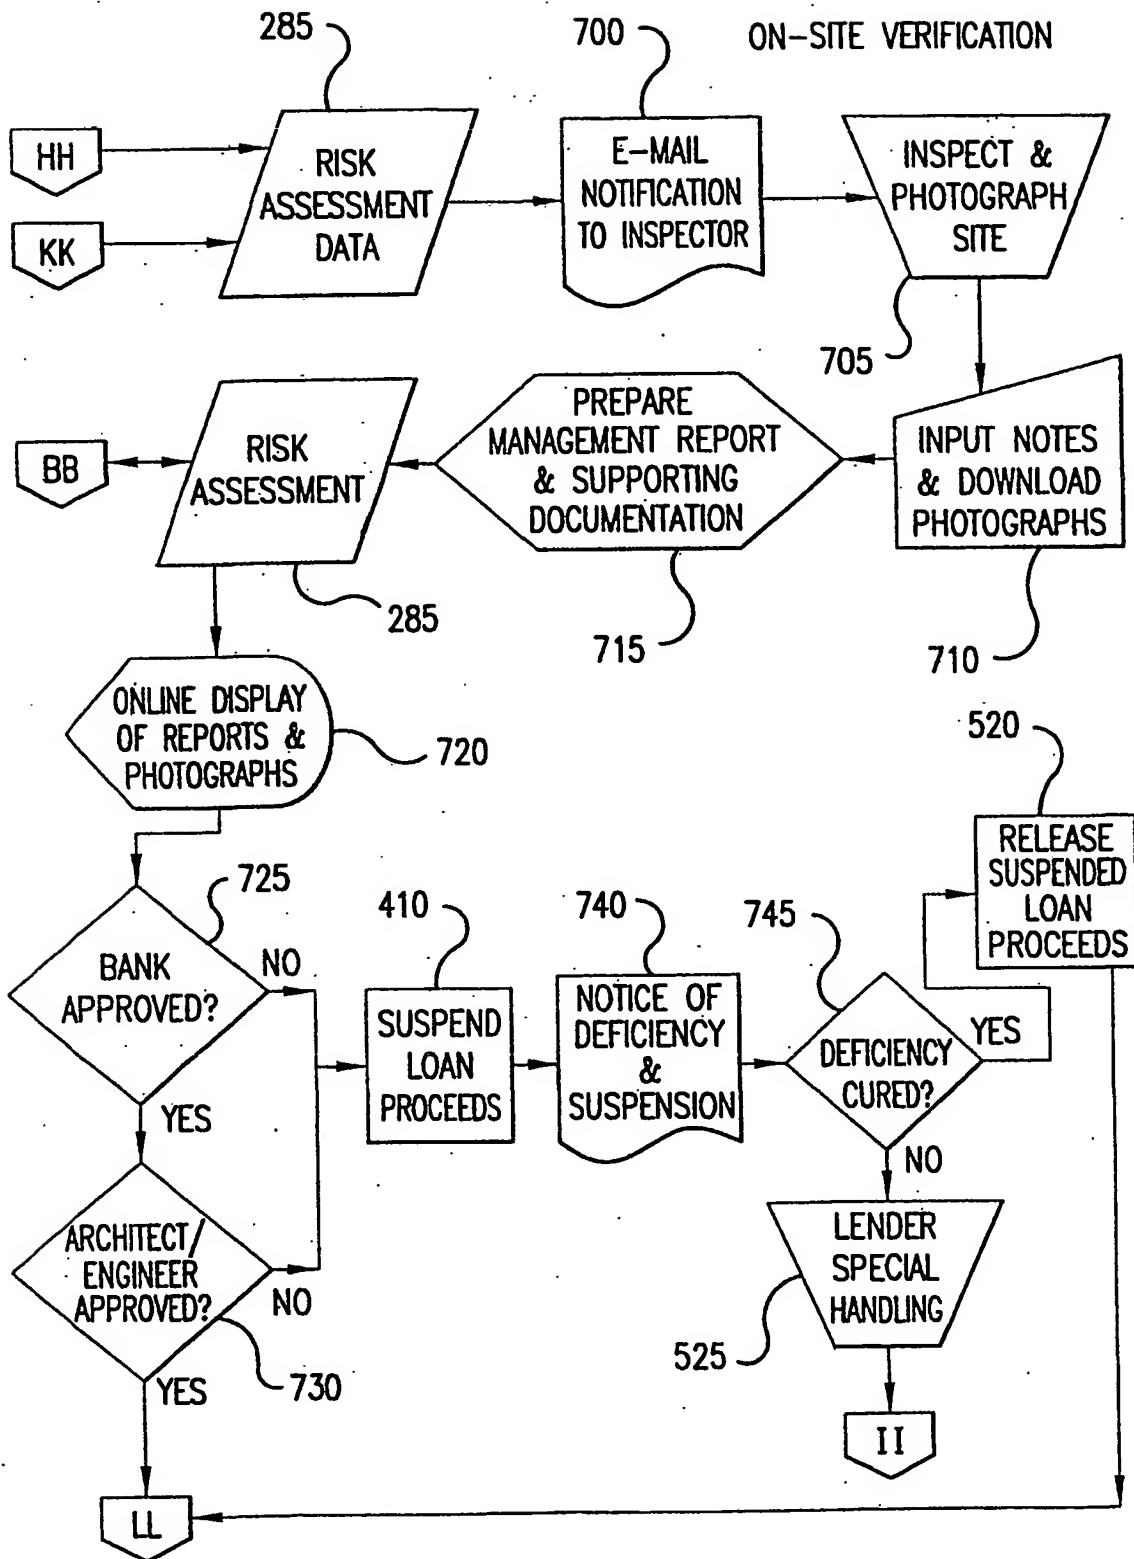 285
700
ON-SITE VERIFICATION
HH
KK
RISK
ASSESSMENT
DATA
E-MAIL
NOTIFICATION
TO INSPECTOR
INSPECT &
PHOTOGRAPH
SITE
705
BB
RISK
ASSESSMENT
PREPARE
MANAGEMENT REPORT
& SUPPORTING
DOCUMENTATION
INPUT NOTES
& DOWNLOAD
PHOTOGRAPHS
285
715
710
ONLINE DISPLAY
OF REPORTS &
PHOTOGRAPHS
720
520
RELEASE
SUSPENDED
LOAN
PROCEEDS
725
410
740
745
BANK
APPROVED?
NO
SUSPEND
LOAN
PROCEEDS
NOTICE OF
DEFICIENCY
&
SUSPENSION
DEFICIENCY
CURED?
YES
YES
NO
ARCHITECT/
ENGINEER
APPROVED?
NO
LENDER
SPECIAL
HANDLING
525
730
YES
II
LL